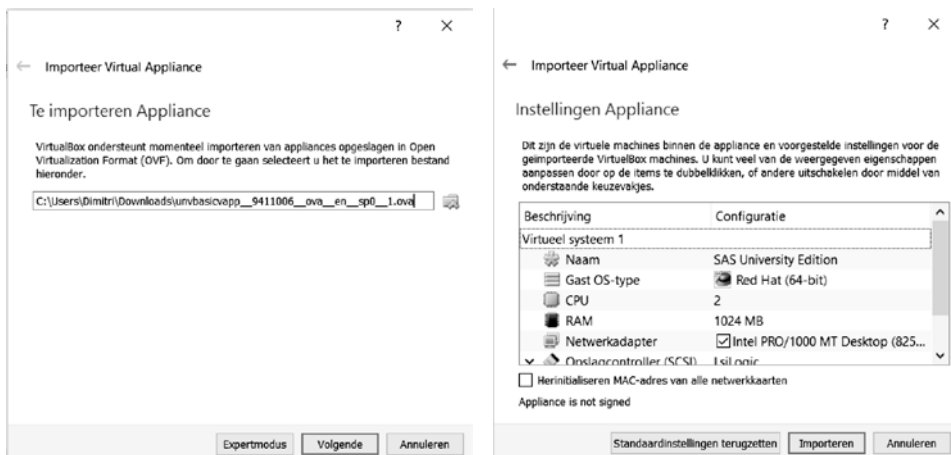 ?
×
← Importeer Virtual Appliance
Te importeren Appliance
VirtualBox ondersteunt momenteel importeren van appliances opgeslagen in Open
Virtualization Format (OVF). Om door te gaan selecteert u het te importeren bestand
hieronder.
C:\Users\Dimitri\Downloads\unvbasicvapp__9411006__ova__en__sp0__1.ova
Expertmodus
Volgende
Annuleren
?
×
← Importeer Virtual Appliance
Instellingen Appliance
Dit zijn de virtuele machines binnen de appliance en voorgestelde instellingen voor de
geïmporteerde VirtuelBox machines. U kunt veel van de weergegeven eigenschappen
aanpassen door op de items te dubbelklikken, of andere uitschakelen door middel van
onderstaande keuzevakjes.
Beschrijving Configuratie
Virtueel systeem 1
Naam SAS University Edition
Gast OS-type Red Hat (64-bit)
CPU 2
RAM 1024 MB
Netwerkadapter Intel PRO/1000 MT Desktop (825...
Opslagcontroller (SCSI) LsiLogic
Herinitialiseren MAC-adres van alle netwerkkaarten
Appliance is not signed
Standaardinstellingen terugzetten
Importeren
Annuleren